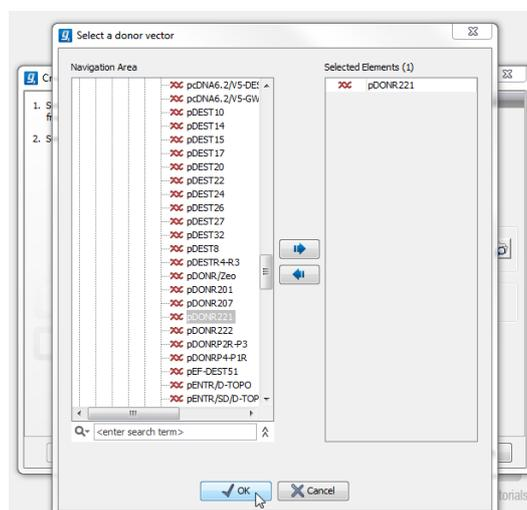 Select a donor vector
Navigation Area
Selected Elements (1)
Cr
1. S
fr
2. S
pcDNA6.2/V5-DES
pcDNA6.2/V5-GW
pDEST10
pDEST14
pDEST15
pDEST17
pDEST20
pDEST22
pDEST24
pDEST26
pDEST27
pDEST32
pDEST8
pDESTR4-R3
pDONR/Zeo
pDONR201
pDONR207
pDONR221
pDONR222
pDONRP2R-P3
pDONRP4-P1R
pEF-DEST51
pENTR/D-TOPO
pENTR/SD/D-TOP
pDONR221
<enter search term>
OK
Cancel
torials